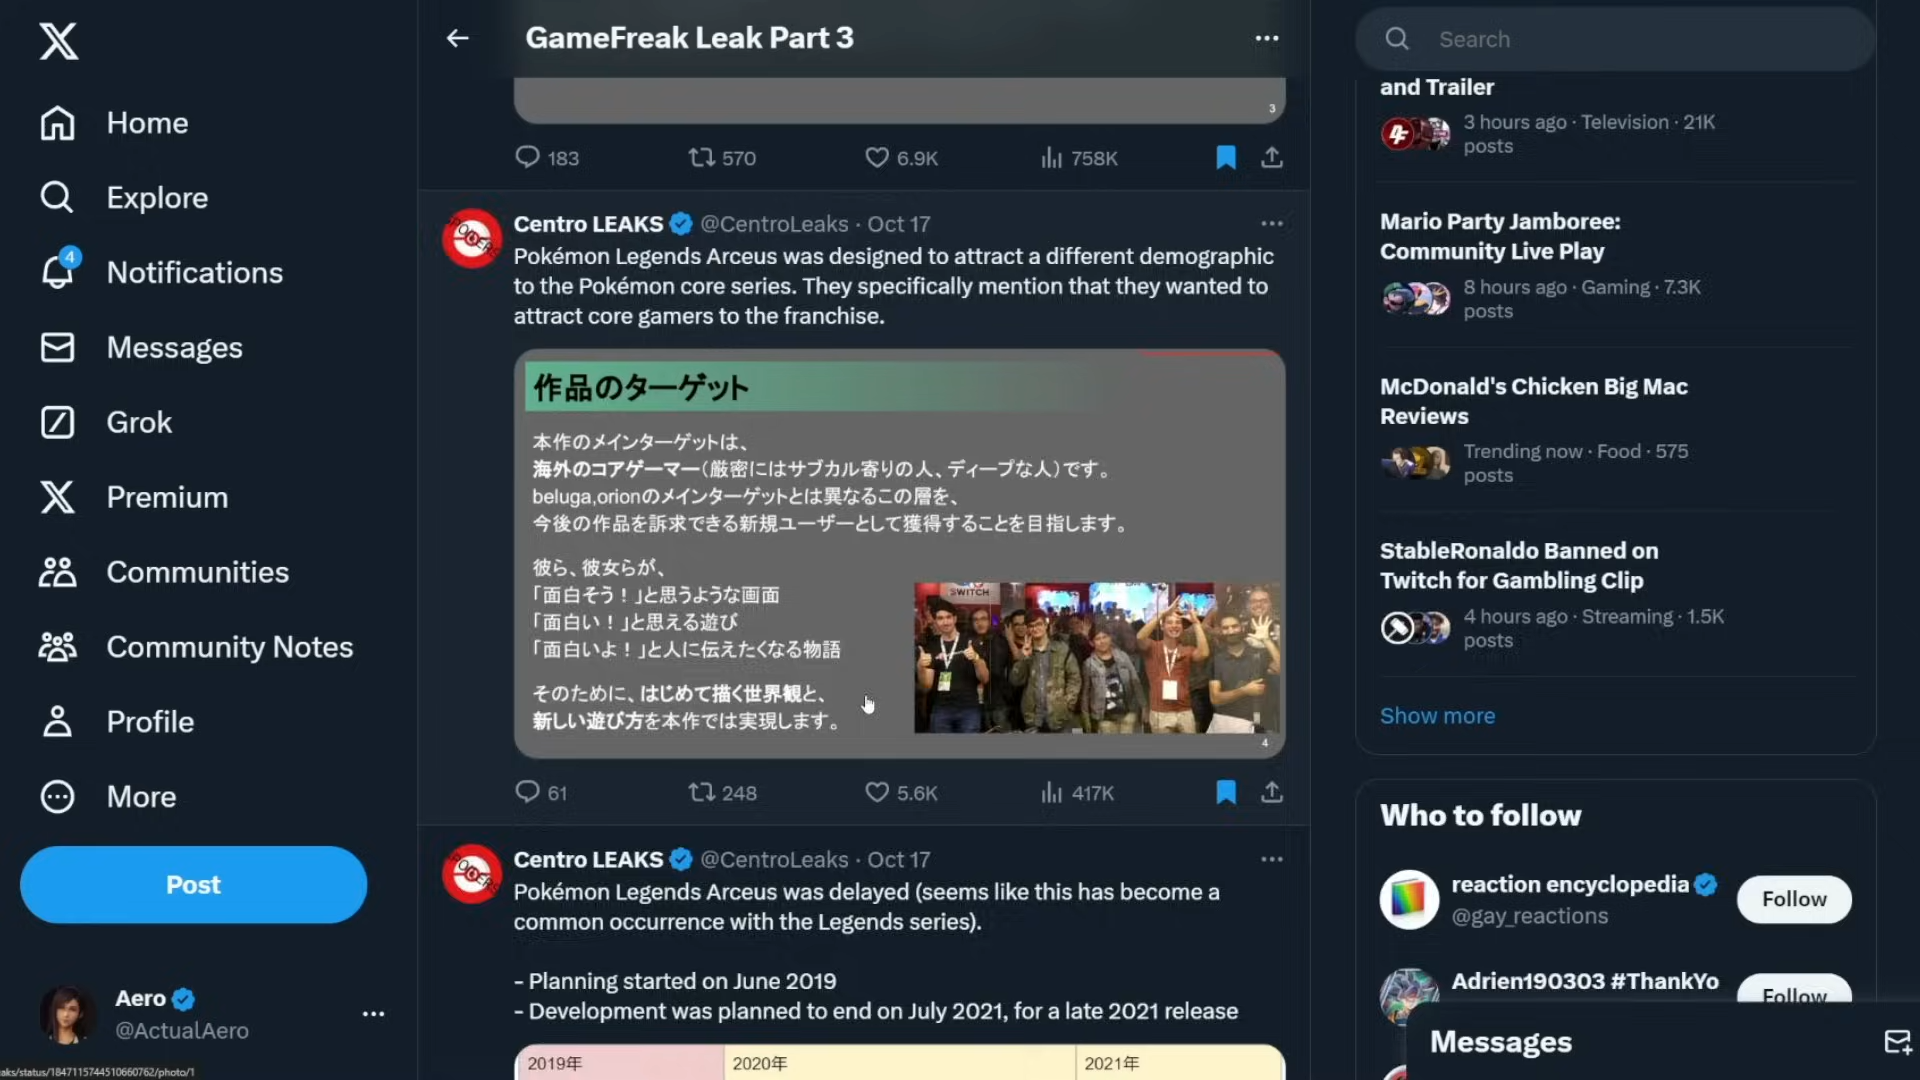 Home
Explore
4
Notifications
Messages
Grok
Premium
Communities
Community Notes
Profile
More
Post
Aero
@ActualAero
aks/status/1847115744510660762/photo/1
GameFreak Leak Part 3
3
183
570
6.9K
758K
Centro LEAKS @CentroLeaks · Oct 17
Pokémon Legends Arceus was designed to attract a different demographic
to the Pokémon core series. They specifically mention that they wanted to
attract core gamers to the franchise.
作品のターゲット
本作のメインターゲットは、
海外のコアゲーマー（厳密にはサブカル寄りの人、ディープな人）です。
beluga,orionのメインターゲットとは異なるこの層を、
今後の作品を訴求できる新規ユーザーとして獲得することを目指します。
彼ら、彼女らが、
「面白そう！」と思うような画面
「面白い！」と思える遊び
「面白いよ！」と人に伝えたくなる物語
そのために、はじめて描く世界観と、
新しい遊び方を本作では実現します。
SWITCH
4
61
248
5.6K
417K
Centro LEAKS @CentroLeaks · Oct 17
Pokémon Legends Arceus was delayed (seems like this has become a
common occurrence with the Legends series).
- Planning started on June 2019
- Development was planned to end on July 2021, for a late 2021 release
2019年
2020年
2021年
Search
and Trailer
3 hours ago · Television · 21K
posts
Mario Party Jamboree:
Community Live Play
8 hours ago · Gaming · 7.3K
posts
McDonald's Chicken Big Mac
Reviews
Trending now · Food · 575
posts
StableRonaldo Banned on
Twitch for Gambling Clip
4 hours ago · Streaming · 1.5K
posts
Show more
Who to follow
reaction encyclopedia
@gay_reactions
Follow
Adrien190303 #ThankYo
Follow
Messages